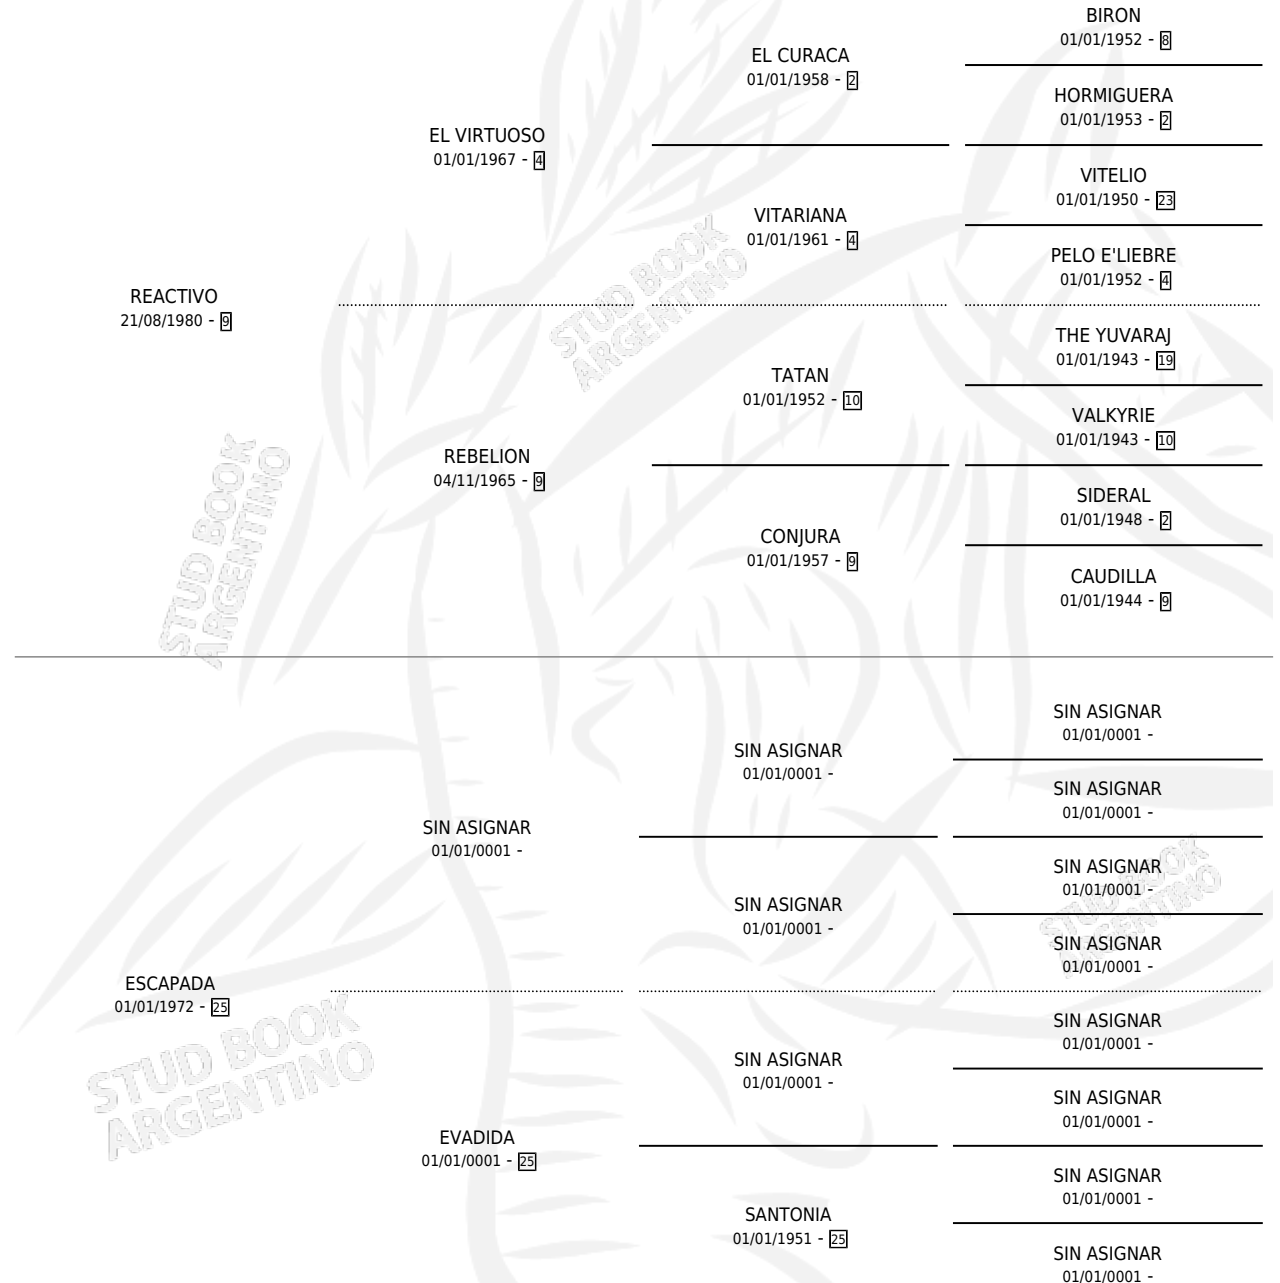 BIRON
01/01/1952 - 8
EL CURACA
01/01/1958 - 2
HORMIGUERA
01/01/1953 - 2
EL VIRTUOSO
01/01/1967 - 4
VITELIO
01/01/1950 - 23
VITARIANA
01/01/1961 - 4
PELO E'LIEBRE
01/01/1952 - 4
REACTIVO
21/08/1980 - 9
THE YUVARAJ
01/01/1943 - 19
TATAN
01/01/1952 - 10
VALKYRIE
01/01/1943 - 10
REBELION
04/11/1965 - 9
SIDERAL
01/01/1948 - 2
CONJURA
01/01/1957 - 9
CAUDILLA
01/01/1944 - 9
SIN ASIGNAR
01/01/0001 -
SIN ASIGNAR
01/01/0001 -
SIN ASIGNAR
01/01/0001 -
SIN ASIGNAR
01/01/0001 -
SIN ASIGNAR
01/01/0001 -
SIN ASIGNAR
01/01/0001 -
SIN ASIGNAR
01/01/0001 -
ESCAPADA
01/01/1972 - 25
SIN ASIGNAR
01/01/0001 -
SIN ASIGNAR
01/01/0001 -
SIN ASIGNAR
01/01/0001 -
EVADIDA
01/01/0001 - 25
SIN ASIGNAR
01/01/0001 -
SANTONIA
01/01/1951 - 25
SIN ASIGNAR
01/01/0001 -
STUD BOOK
ARGENTINO
STUD BOOK
ARGENTINO
STUD BOOK
ARGENTINO
STUD BOOK
ARGENTINO